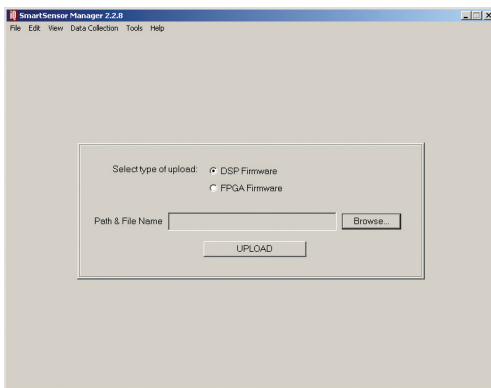 SmartSensor Manager 2.2.8
File Edit View Data Collection Tools Help
Select type of upload: DSP Firmware
FPGA Firmware
Path & File Name Browse...
UPLOAD